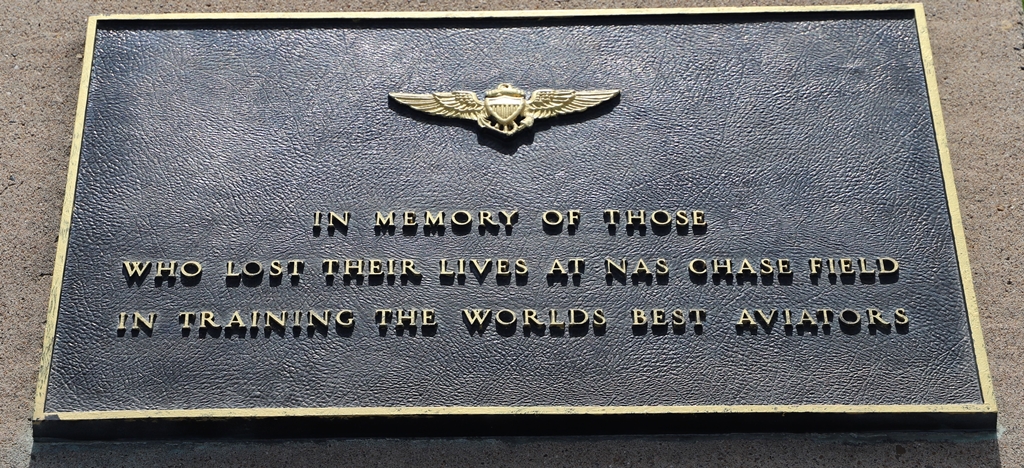 IN MEMORY OF THOSE
WHO LOST THEIR LIVES AT NAS CHASE FIELD
IN TRAINING THE WORLDS BEST AVIATORS